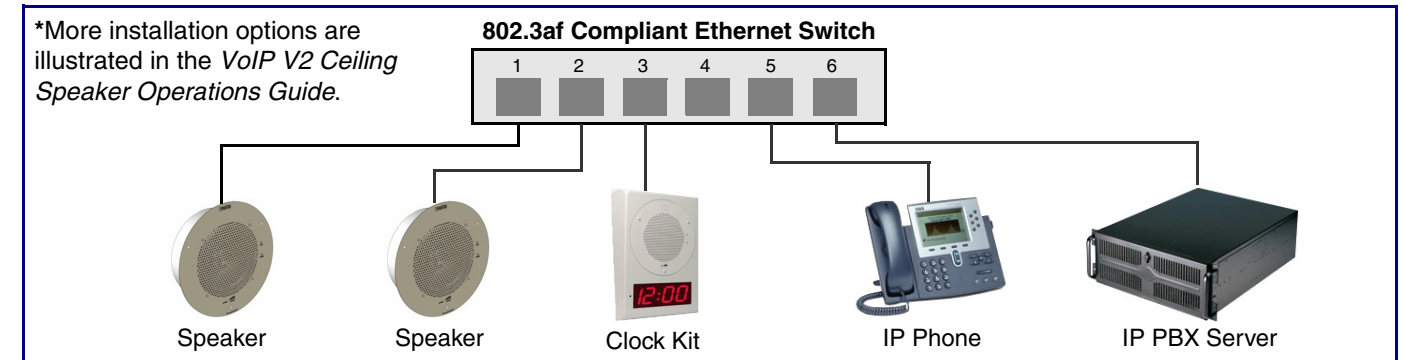 *More installation options are
illustrated in the VoIP V2 Ceiling
Speaker Operations Guide.
802.3af Compliant Ethernet Switch
1 2 3 4 5 6
12:00
Speaker Speaker Clock Kit IP Phone IP PBX Server